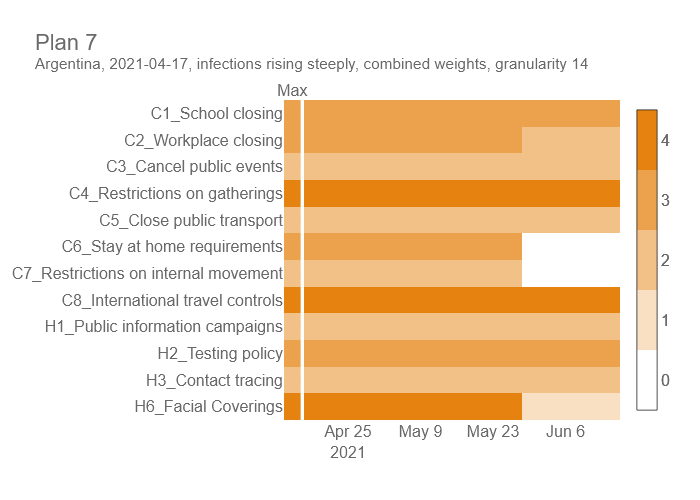 Plan 7
Argentina, 2021-04-17, infections rising steeply, combined weights, granularity 14
Max
C1_School closing
C2_Workplace closing
C3_Cancel public events
C4_Restrictions on gatherings
C5_Close public transport
C6_Stay at home requirements
C7_Restrictions on internal movement
C8_International travel controls
H1_Public information campaigns
H2_Testing policy
H3_Contact tracing
H6_Facial Coverings
Apr 25 May 9 May 23 Jun 6
2021
4
3
2
1
0